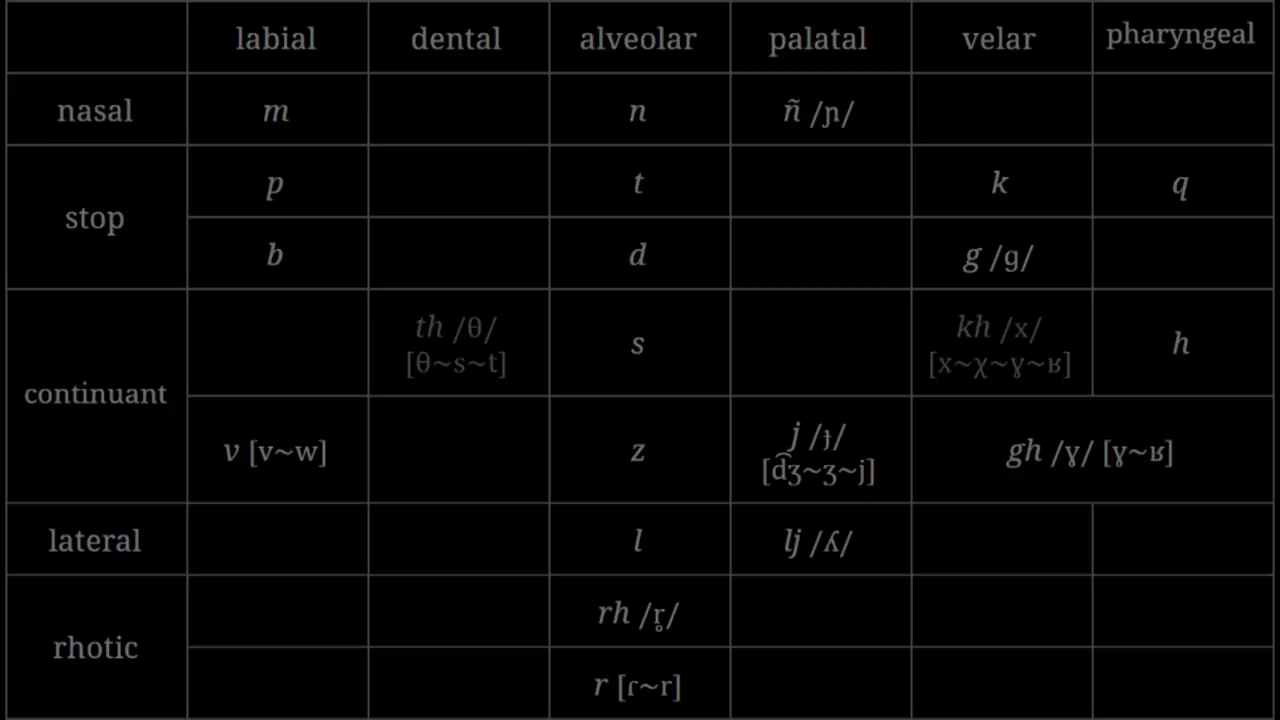 labial dental alveolar palatal velar pharyngeal
nasal m n ñ /ɲ/
stop p t k q
b d g /ɡ/
continuant th /θ/ [θ~s~t] s kh /x/ [x~χ~ɣ~ʁ] h
v [v~w] z j /ɟ/ [d͡ʒ~ʒ~j] gh /ɣ/ [ɣ~ʁ]
lateral l lj /ʎ/
rhotic rh /r̥/
r [ɾ~r]